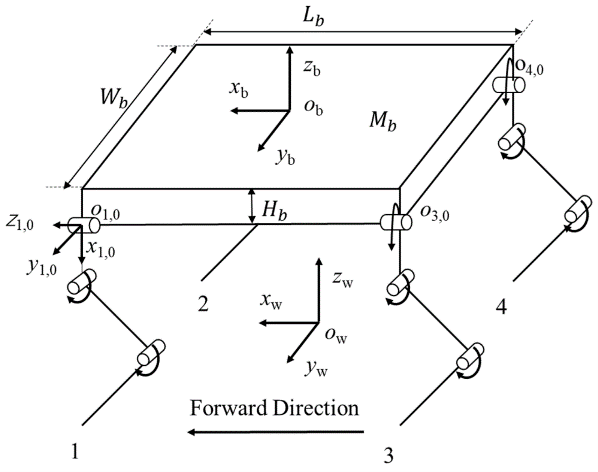 L_b
z_b
o_{4,0}
W_b
x_b
o_b
M_b
y_b
o_{1,0}
H_b
o_{3,0}
z_{1,0}
x_{1,0}
y_{1,0}
z_w
2
x_w
4
o_w
y_w
Forward Direction
1
3